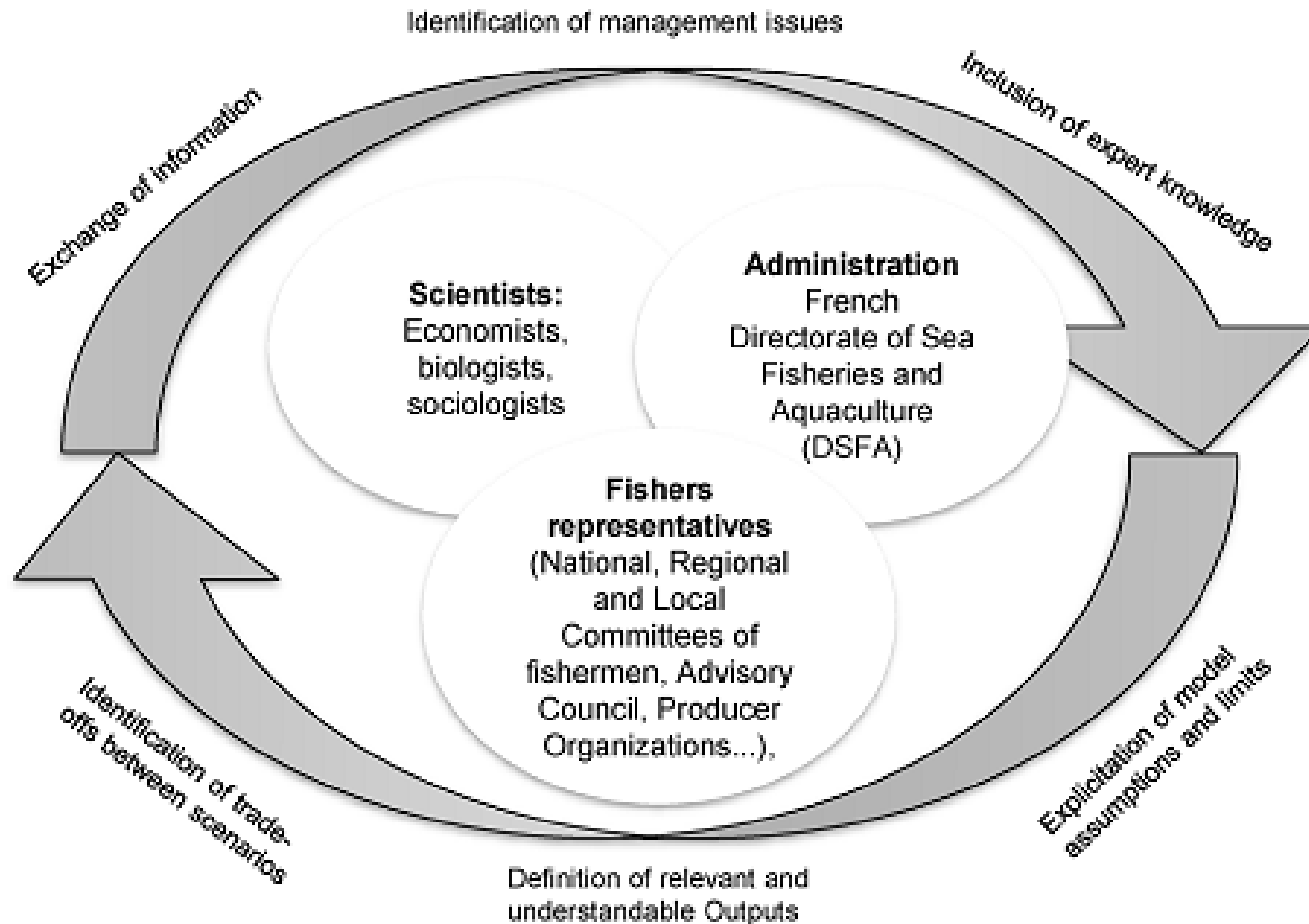 Identification of management issues
Exchange of information
Inclusion of expert knowledge
Scientists:
Economists,
biologists,
sociologists
Administration
French
Directorate of Sea
Fisheries and
Aquaculture
(DSFA)
Fishers
representatives
(National, Regional
and Local
Committees of
fishermen, Advisory
Council, Producer
Organizations...),
Identification of trade-
offs between scenarios
Explicitation of model
assumptions and limits
Definition of relevant and
understandable Outputs